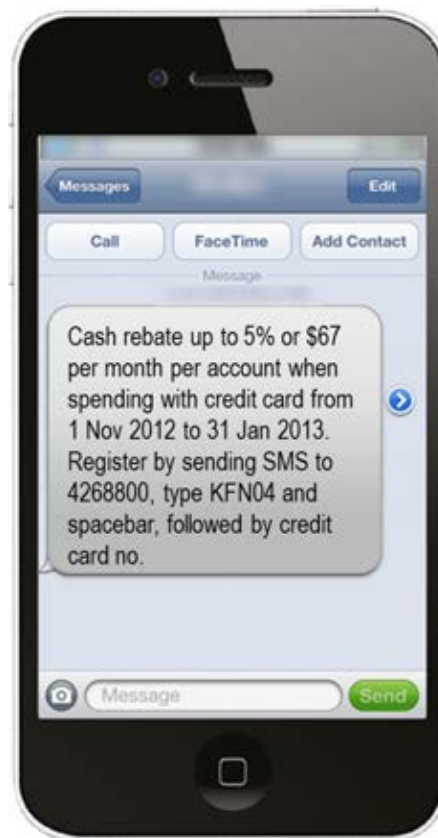 Messages
Edit
Call
FaceTime
Add Contact
Message
Cash rebate up to 5% or $67
per month per account when
spending with credit card from
1 Nov 2012 to 31 Jan 2013.
Register by sending SMS to
4268800, type KFN04 and
spacebar, followed by credit
card no.
Message
Send